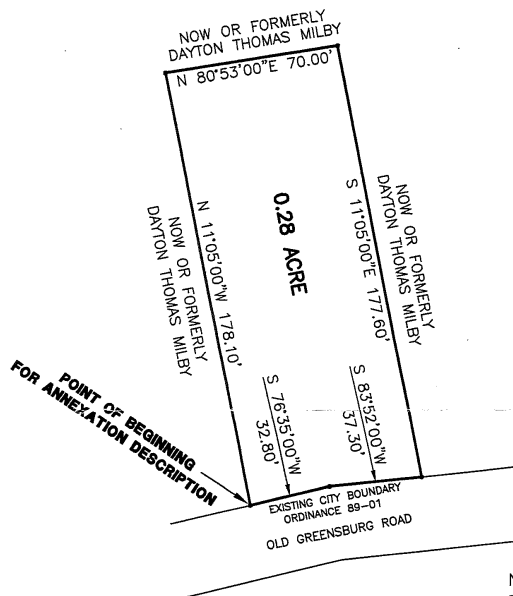 NOW OR FORMERLY
DAYTON THOMAS MILBY
N 80°53'00"E 70.00'
NOW OR FORMERLY
DAYTON THOMAS MILBY
N 11°05'00"W 178.10'
0.28 ACRE
S 11°05'00"E 177.60'
NOW OR FORMERLY
DAYTON THOMAS MILBY
POINT OF BEGINNING
FOR ANNEXATION DESCRIPTION
S 76°35'00"W
32.80'
S 83°52'00"W
37.30'
EXISTING CITY BOUNDARY
ORDINANCE 89-01
OLD GREENSBURG ROAD
N